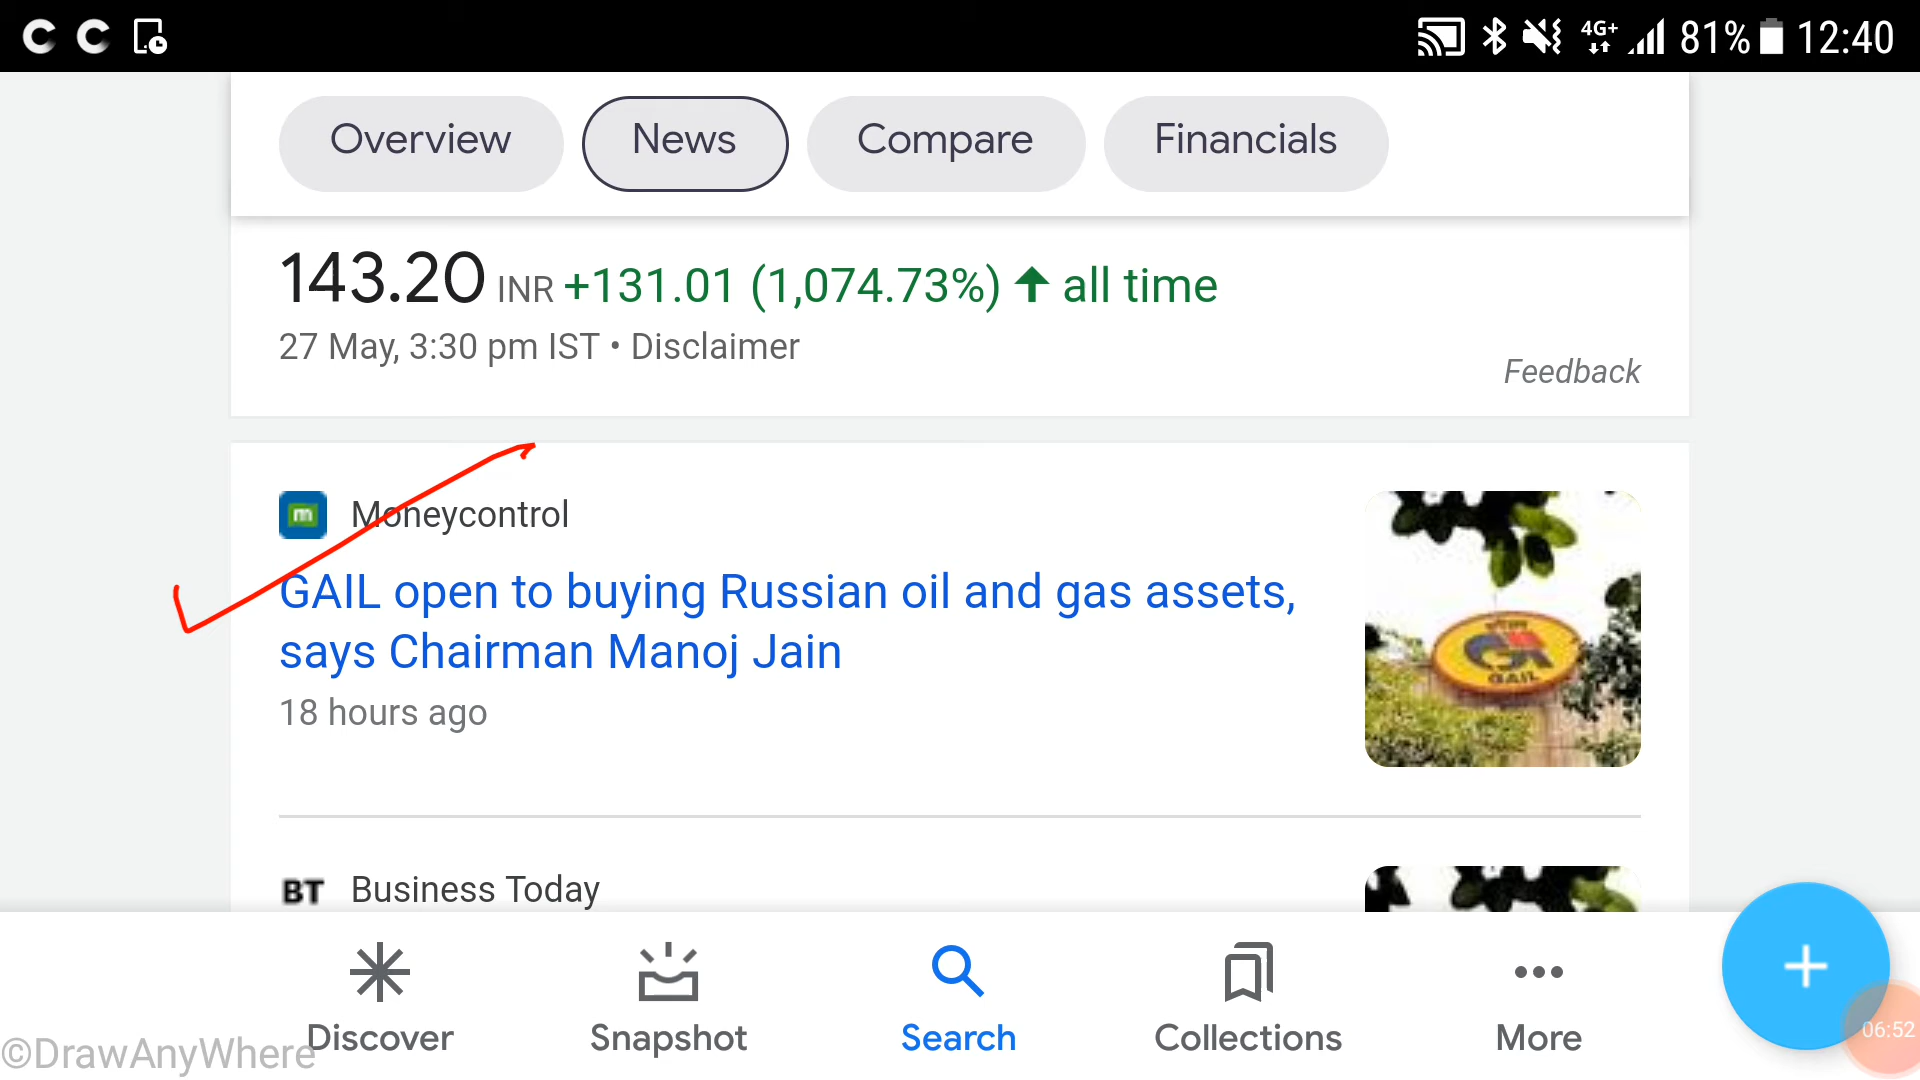 4G+ 81% 12:40
Overview News Compare Financials
143.20 INR +131.01 (1,074.73%) all time
27 May, 3:30 pm IST • Disclaimer
Feedback
m Moneycontrol
GAIL open to buying Russian oil and gas assets,
says Chairman Manoj Jain
18 hours ago
GAIL
BT Business Today
Discover Snapshot Search Collections More
06:52
©DrawAnyWhere